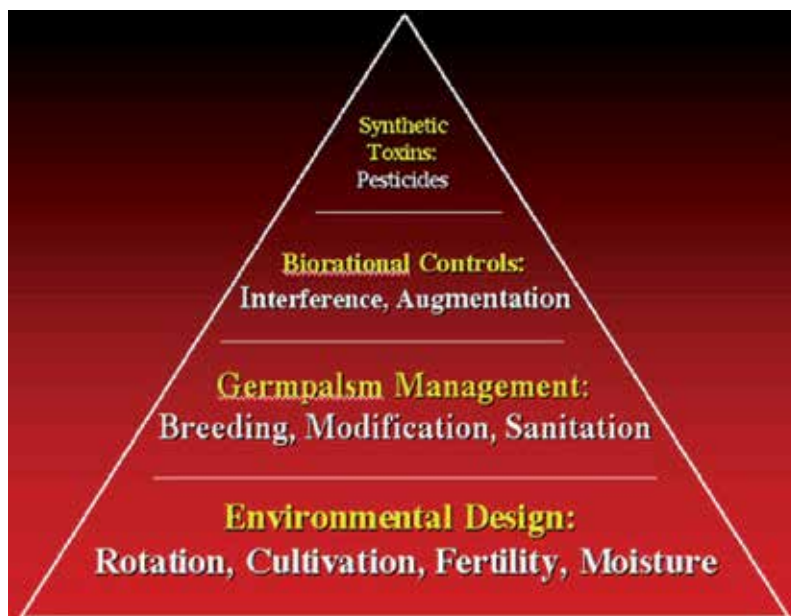 Synthetic
Toxins:
Pesticides
Biorational Controls:
Interference, Augmentation
Germpalsm Management:
Breeding, Modification, Sanitation
Environmental Design:
Rotation, Cultivation, Fertility, Moisture